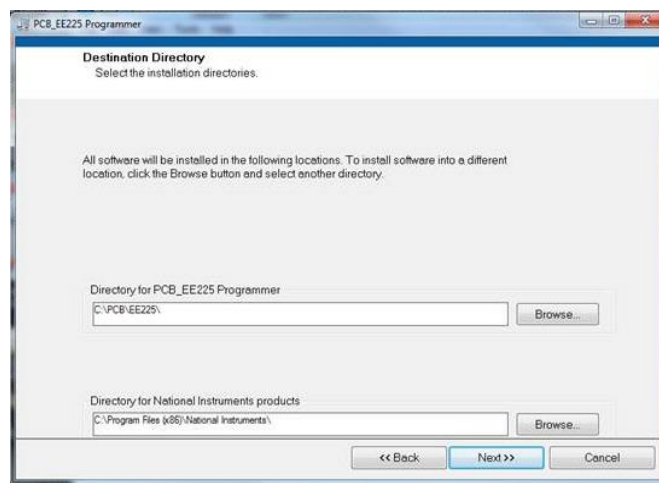 PCB_EE225 Programmer
Destination Directory
Select the installation directories.
All software will be installed in the following locations. To install software into a different
location, click the Browse button and select another directory.
Directory for PCB_EE225 Programmer
C:\PCB\EE225\
Browse...
Directory for National Instruments products
C:\Program Files (x86)\National Instruments\
Browse...
<< Back
Next >>
Cancel